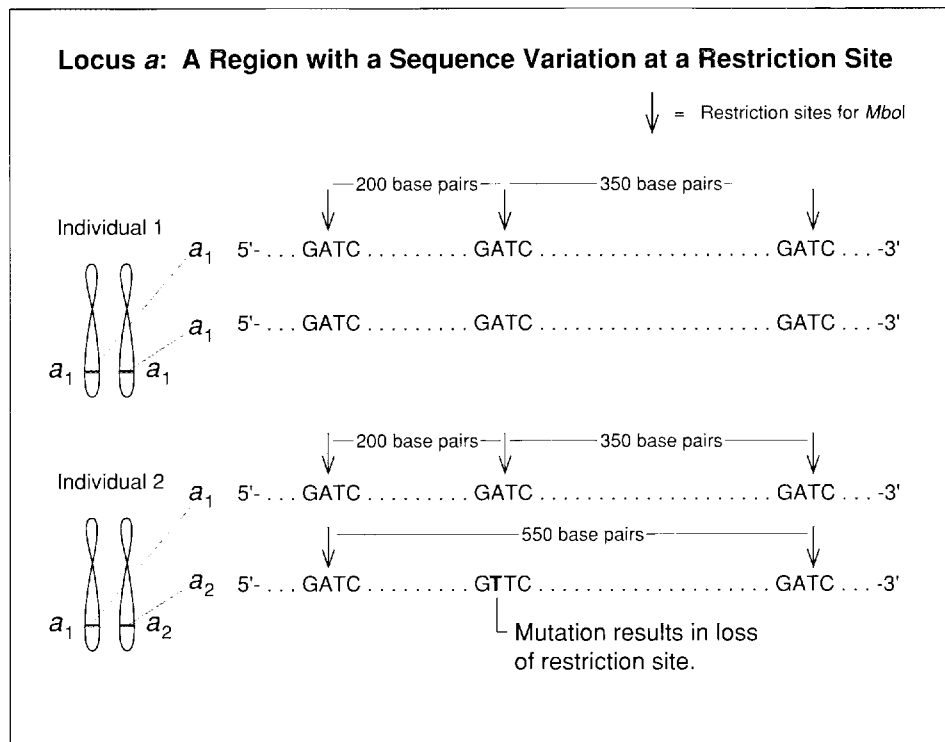 Locus a: A Region with a Sequence Variation at a Restriction Site
↓ = Restriction sites for MboI
200 base pairs 350 base pairs
Individual 1
a₁ 5'-...GATC.........GATC....................GATC...-3'
a₁ 5'-...GATC.........GATC....................GATC...-3'
a₁ a₁
200 base pairs 350 base pairs
Individual 2
a₁ 5'-...GATC.........GATC....................GATC...-3'
550 base pairs
a₂ 5'-...GATC.........GTTC....................GATC...-3'
a₁ a₂
Mutation results in loss
of restriction site.